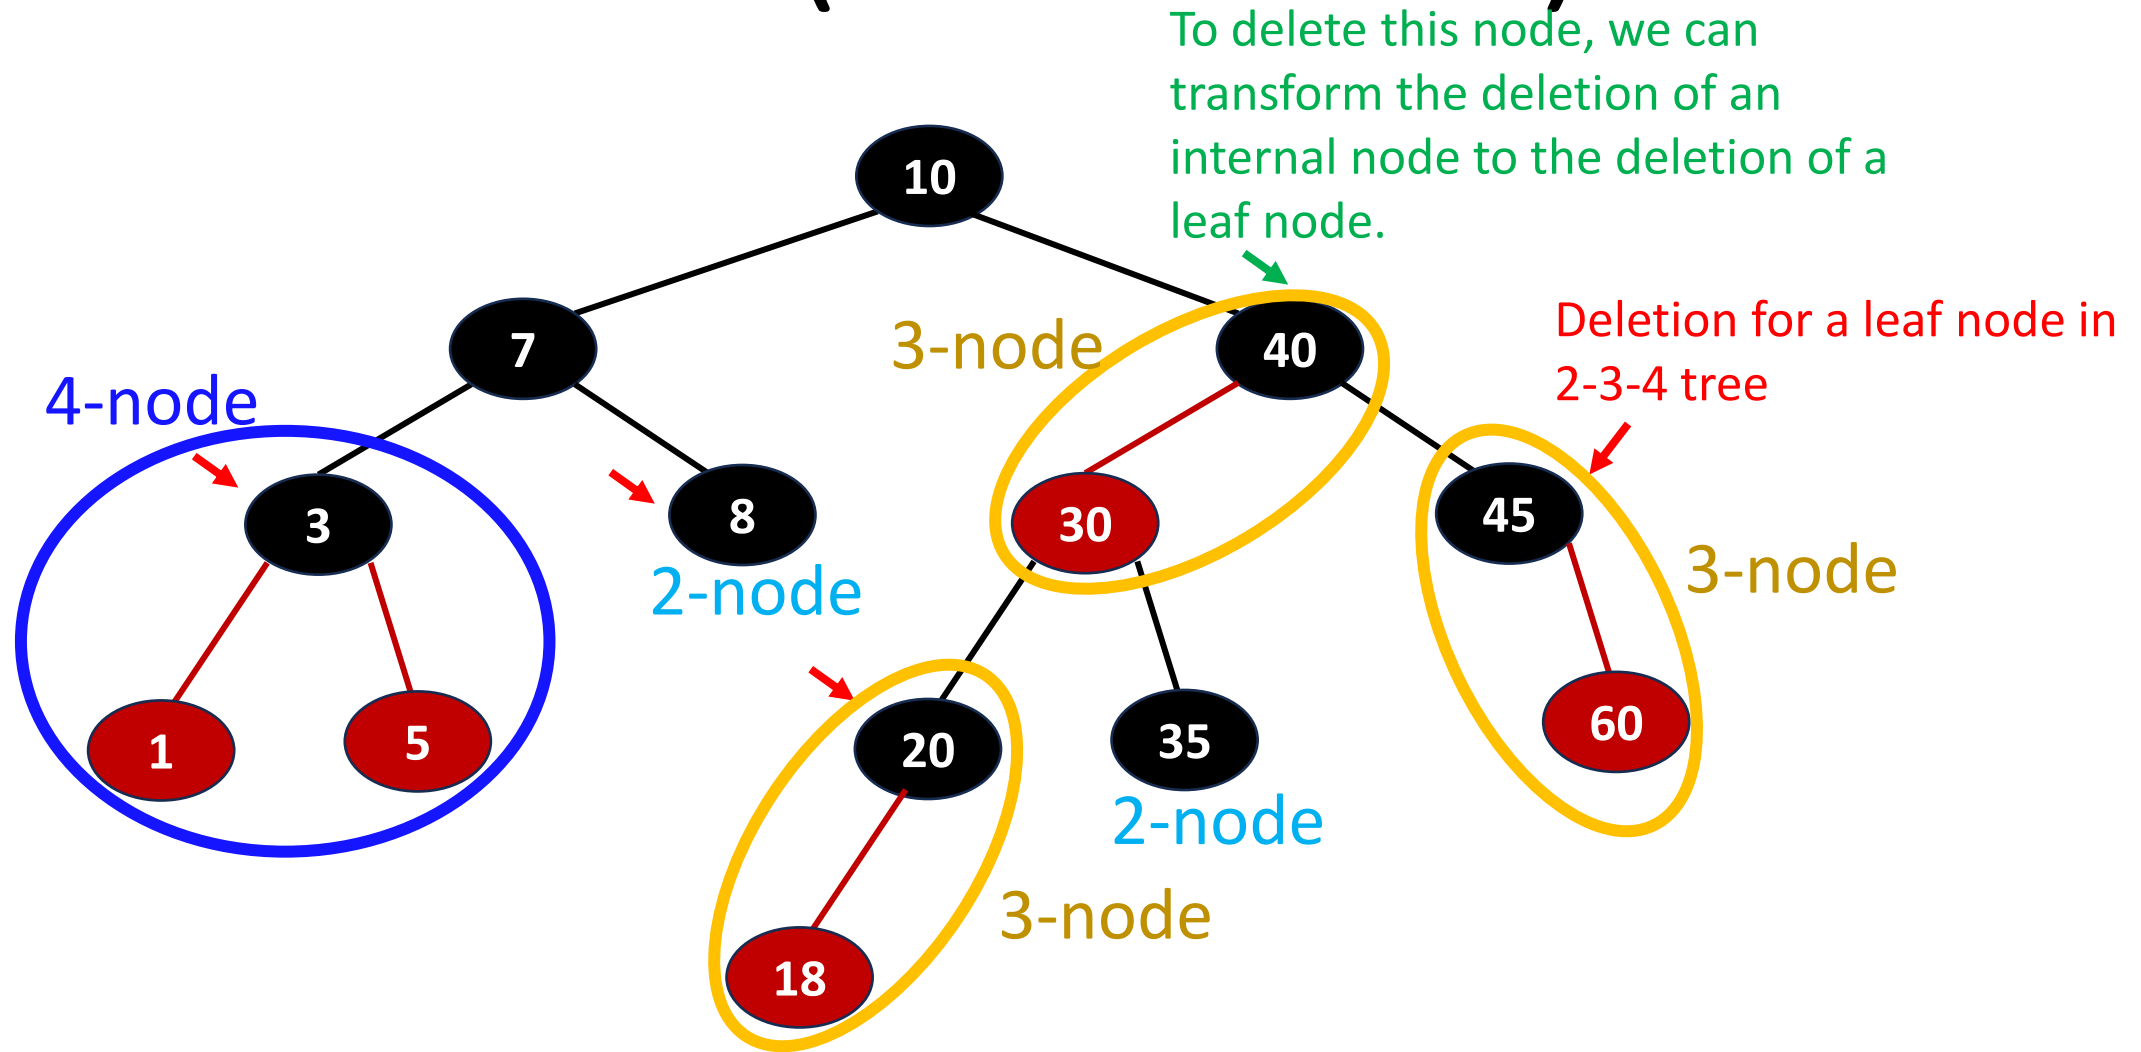 To delete this node, we can
transform the deletion of an
internal node to the deletion of a
leaf node.
10
3-node
7
40
Deletion for a leaf node in
2-3-4 tree
4-node
3
8
30
45
2-node
3-node
1
5
20
35
60
2-node
3-node
18